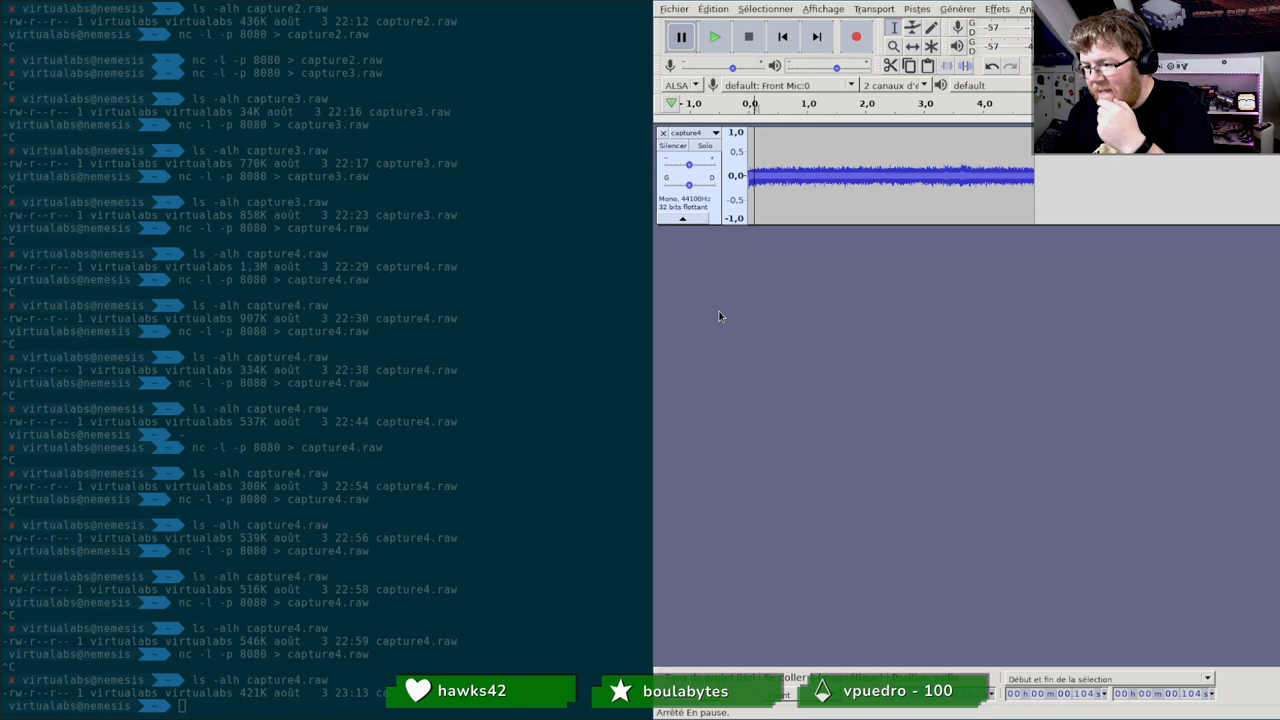 ✘ virtualabs@nemesis ~ ls -alh capture2.raw
-rw-r--r-- 1 virtualabs virtualabs 436K août   3 22:12 capture2.raw
virtualabs@nemesis ~ nc -l -p 8080 > capture2.raw
^C
✘ virtualabs@nemesis ~ nc -l -p 8080 > capture2.raw
✘ virtualabs@nemesis ~ nc -l -p 8080 > capture3.raw
^C
✘ virtualabs@nemesis ~ ls -alh capture3.raw
-rw-r--r-- 1 virtualabs virtualabs 34K août   3 22:16 capture3.raw
virtualabs@nemesis ~ nc -l -p 8080 > capture3.raw
^C
✘ virtualabs@nemesis ~ ls -alh capture3.raw
-rw-r--r-- 1 virtualabs virtualabs 770K août   3 22:17 capture3.raw
virtualabs@nemesis ~ nc -l -p 8080 > capture3.raw
^C
✘ virtualabs@nemesis ~ ls -alh capture3.raw
-rw-r--r-- 1 virtualabs virtualabs 858K août   3 22:23 capture3.raw
virtualabs@nemesis ~ nc -l -p 8080 > capture4.raw
^C
✘ virtualabs@nemesis ~ ls -alh capture4.raw
-rw-r--r-- 1 virtualabs virtualabs 1,3M août   3 22:29 capture4.raw
virtualabs@nemesis ~ nc -l -p 8080 > capture4.raw
^C
✘ virtualabs@nemesis ~ ls -alh capture4.raw
-rw-r--r-- 1 virtualabs virtualabs 907K août   3 22:30 capture4.raw
virtualabs@nemesis ~ nc -l -p 8080 > capture4.raw
^C
✘ virtualabs@nemesis ~ ls -alh capture4.raw
-rw-r--r-- 1 virtualabs virtualabs 334K août   3 22:38 capture4.raw
virtualabs@nemesis ~ nc -l -p 8080 > capture4.raw
^C
✘ virtualabs@nemesis ~ ls -alh capture4.raw
-rw-r--r-- 1 virtualabs virtualabs 537K août   3 22:44 capture4.raw
virtualabs@nemesis ~ -
✘ virtualabs@nemesis ~ nc -l -p 8080 > capture4.raw
^C
✘ virtualabs@nemesis ~ ls -alh capture4.raw
-rw-r--r-- 1 virtualabs virtualabs 300K août   3 22:54 capture4.raw
virtualabs@nemesis ~ nc -l -p 8080 > capture4.raw
^C
✘ virtualabs@nemesis ~ ls -alh capture4.raw
-rw-r--r-- 1 virtualabs virtualabs 539K août   3 22:56 capture4.raw
virtualabs@nemesis ~ nc -l -p 8080 > capture4.raw
^C
✘ virtualabs@nemesis ~ ls -alh capture4.raw
-rw-r--r-- 1 virtualabs virtualabs 516K août   3 22:58 capture4.raw
virtualabs@nemesis ~ nc -l -p 8080 > capture4.raw
^C
✘ virtualabs@nemesis ~ ls -alh capture4.raw
-rw-r--r-- 1 virtualabs virtualabs 546K août   3 22:59 capture4.raw
virtualabs@nemesis ~ nc -l -p 8080 > capture4.raw
^C
✘ virtualabs@nemesis ~ ls -alh capture4.raw
-rw-r--r-- 1 virtualabs virtualabs 421K août   3 23:13
virtualabs@nemesis ~
Fichier Édition Sélectionner Affichage Transport Pistes Générer Effets
G D -57
G D -57
ALSA default: Front Mic:0 2 canaux default
- 1,0 0,0 1,0 2,0 3,0 4,0
capture4
Silencer Solo
- +
G D
Mono, 44100Hz
32 bits flottant
1,0
0,5
0,0
-0,5
-1,0
Début et fin de la sélection
00 h 00 m 00,104 s 00 h 00 m 00,104 s
Arrêté En pause.
hawks42
boulabytes
vpuedro - 100